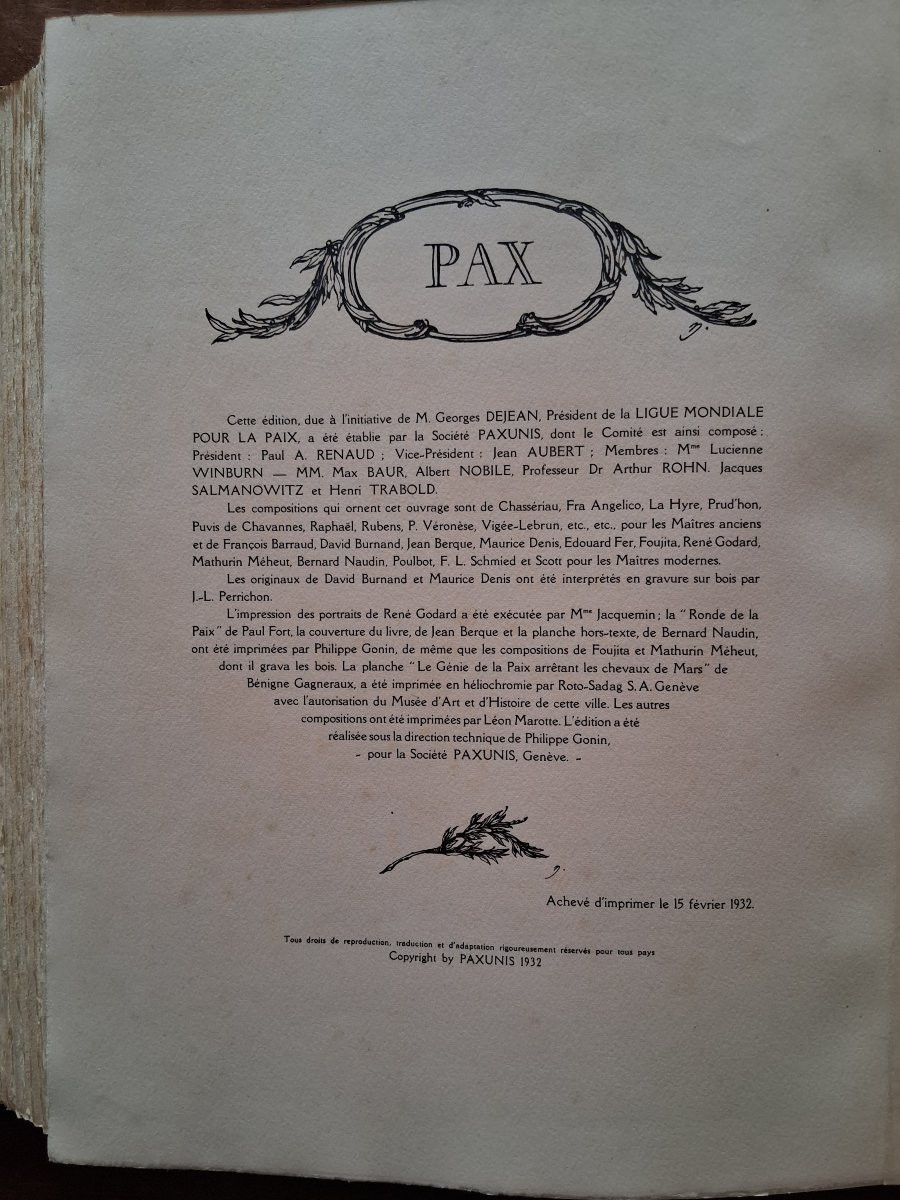 PAX
Cette édition, due à l'initiative de M. Georges DEJEAN, Président de la LIGUE MONDIALE
POUR LA PAIX, a été établie par la Société PAXUNIS, dont le Comité est ainsi composé :
Président : Paul A. RENAUD ; Vice-Président : Jean AUBERT ; Membres : Mme Lucienne
WINBURN — MM. Max BAUR, Albert NOBILE, Professeur Dr Arthur ROHN. Jacques
SALMANOWITZ et Henri TRABOLD.
Les compositions qui ornent cet ouvrage sont de Chassériau, Fra Angelico, La Hyre, Prud'hon,
Puvis de Chavannes, Raphaël, Rubens, P. Véronèse, Vigée-Lebrun, etc., etc., pour les Maîtres anciens
et de François Barraud, David Burnand, Jean Berque, Maurice Denis, Edouard Fer, Foujita, René Godard,
Mathurin Méheut, Bernard Naudin, Poulbot, F. L. Schmied et Scott pour les Maîtres modernes.
Les originaux de David Burnand et Maurice Denis ont été interprétés en gravure sur bois par
J.-L. Perrichon.
L'impression des portraits de René Godard a été exécutée par Mme Jacquemin ; la "Ronde de la
Paix" de Paul Fort, la couverture du livre, de Jean Berque et la planche hors-texte, de Bernard Naudin,
ont été imprimées par Philippe Gonin, de même que les compositions de Foujita et Mathurin Méheut,
dont il grava les bois. La planche "Le Génie de la Paix arrêtant les chevaux de Mars" de
Bénigne Gagneraux, a été imprimée en héliochromie par Roto-Sadag S.A. Genève
avec l'autorisation du Musée d'Art et d'Histoire de cette ville. Les autres
compositions ont été imprimées par Léon Marotte. L'édition a été
réalisée sous la direction technique de Philippe Gonin,
- pour la Société PAXUNIS, Genève. -
Achevé d'imprimer le 15 février 1932.
Tous droits de reproduction, traduction et d'adaptation rigoureusement réservés pour tous pays
Copyright by PAXUNIS 1932